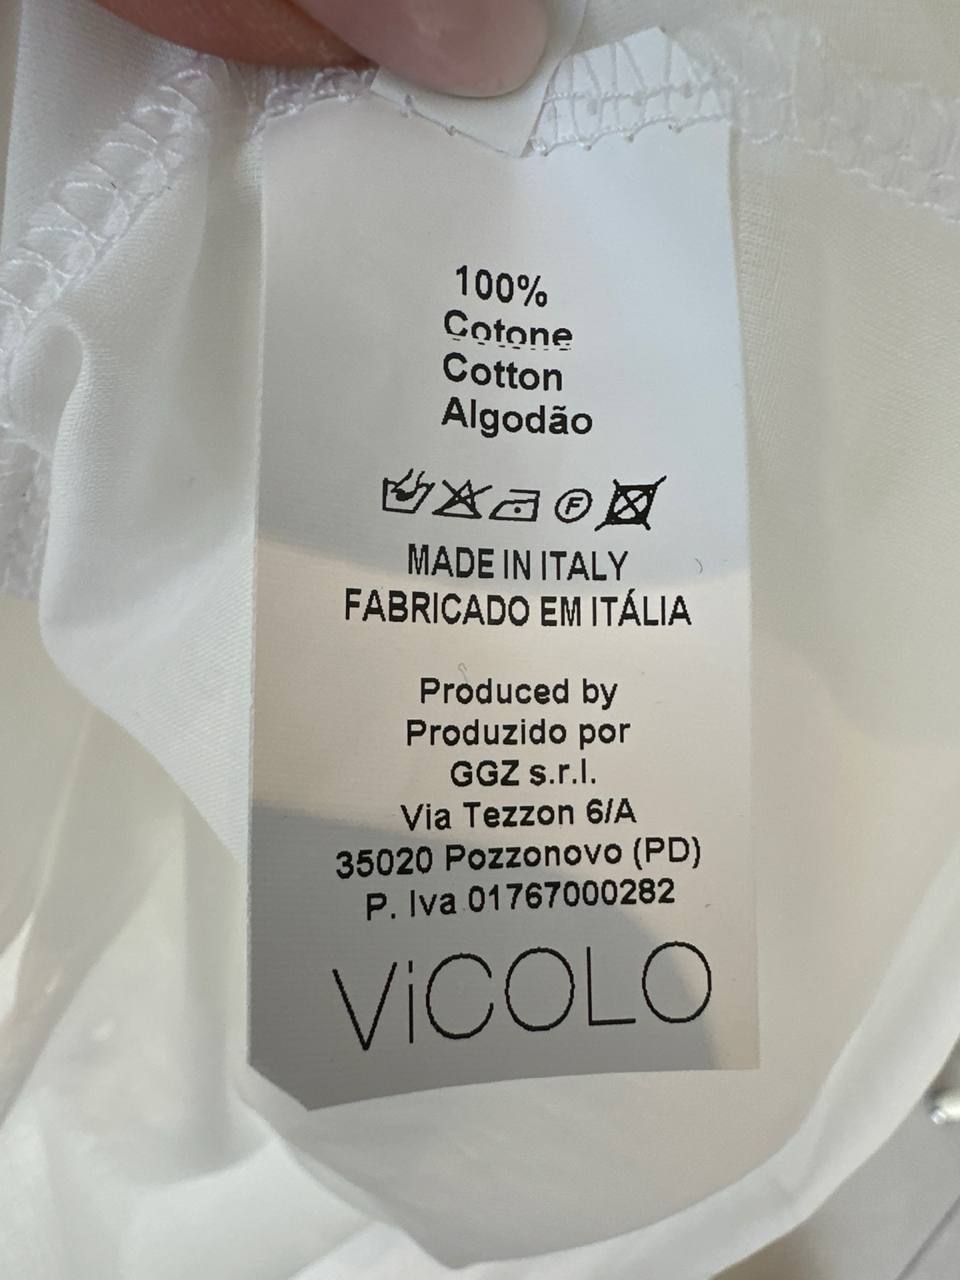 100%
Cotone
Cotton
Algodão
F
MADE IN ITALY
FABRICADO EM ITÁLIA
Produced by
Produzido por
GGZ s.r.l.
Via Tezzon 6/A
35020 Pozzonovo (PD)
P. Iva 01767000282
ViCOLO